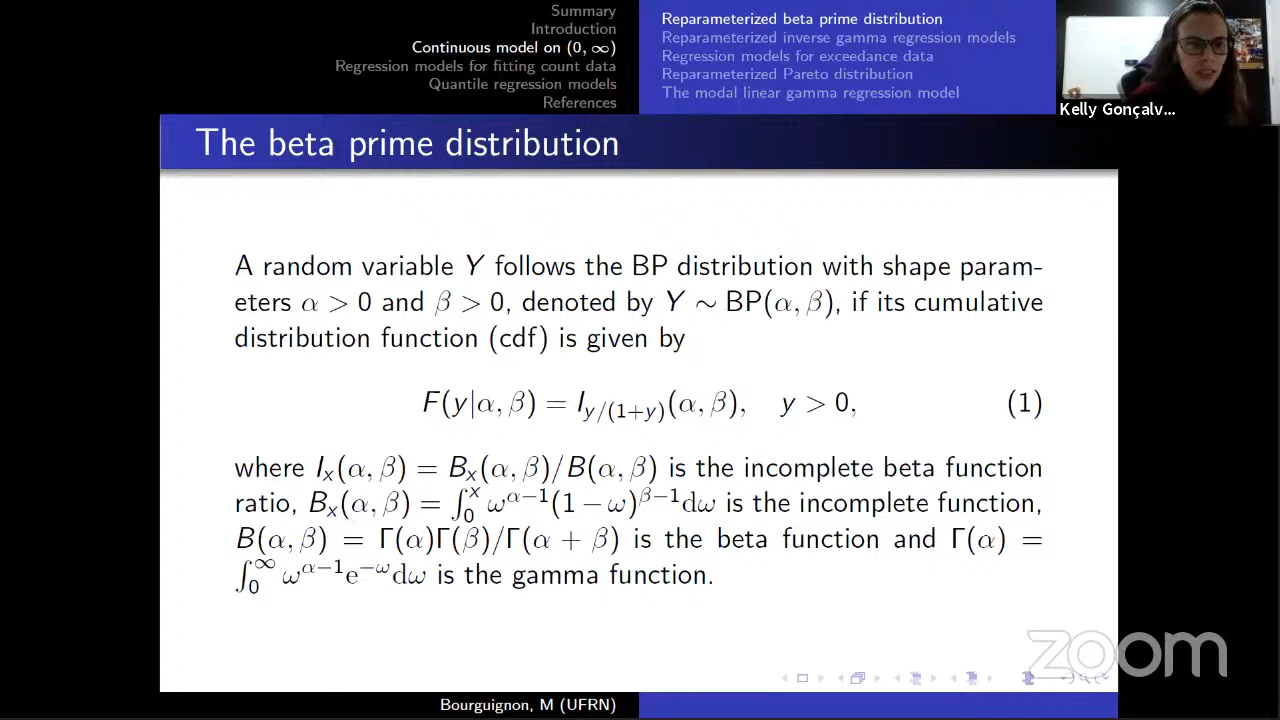 Summary
Introduction
Continuous model on (0, ∞)
Regression models for fitting count data
Quantile regression models
References
Reparameterized beta prime distribution
Reparameterized inverse gamma regression models
Regression models for exceedance data
Reparameterized Pareto distribution
The modal linear gamma regression model
Kelly Gonçalv...
The beta prime distribution
A random variable Y follows the BP distribution with shape param-
eters α > 0 and β > 0, denoted by Y ∼ BP(α, β), if its cumulative
distribution function (cdf) is given by
F(y|α, β) = I_{y/(1+y)}(α, β), y > 0, (1)
where I_x(α, β) = B_x(α, β)/B(α, β) is the incomplete beta function
ratio, B_x(α, β) = ∫_0^x ω^{α−1}(1 − ω)^{β−1}dω is the incomplete function,
B(α, β) = Γ(α)Γ(β)/Γ(α + β) is the beta function and Γ(α) =
∫_0^∞ ω^{α−1}e^{−ω}dω is the gamma function.
zoom
Bourguignon, M (UFRN)